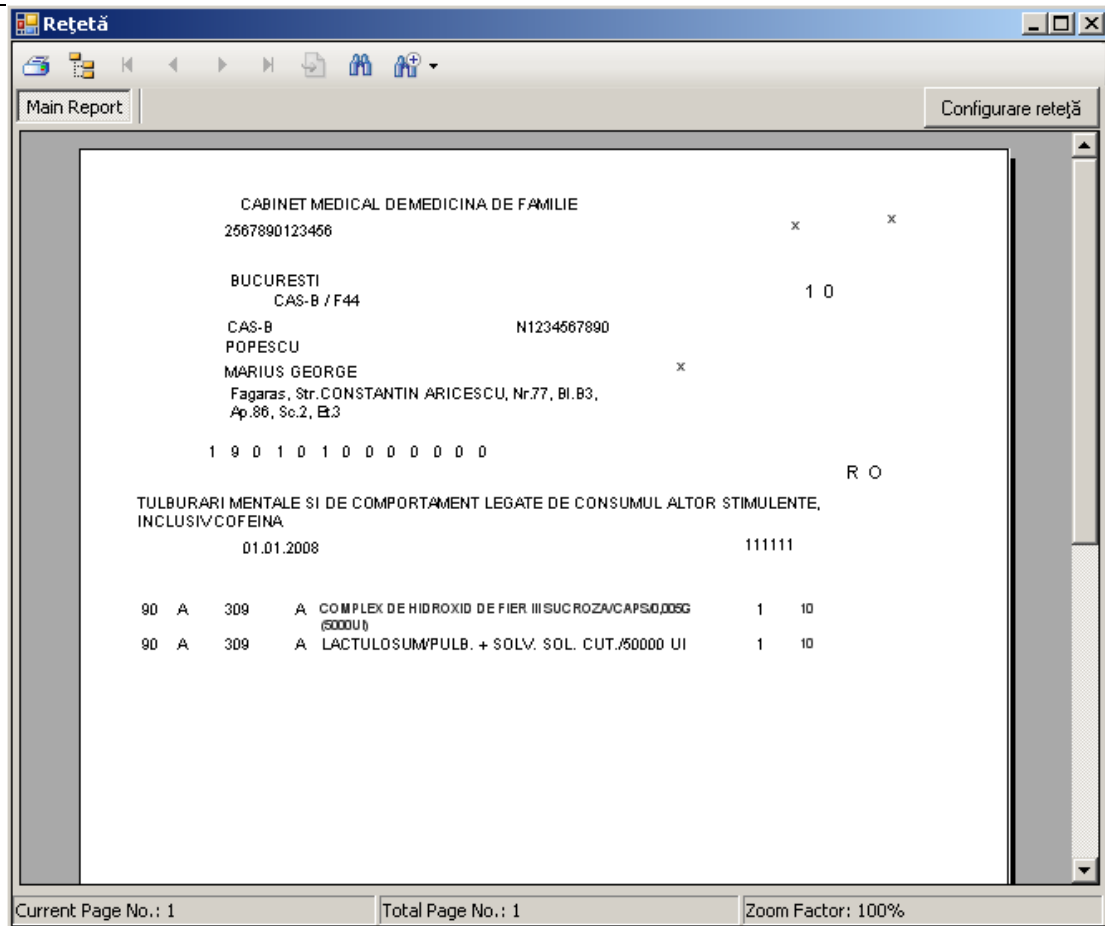 Reţetă
Main Report
Configurare reteţă
CABINET MEDICAL DEMEDICINA DE FAMILIE
2567890123456
x x
BUCURESTI
CAS-B / F44
1 0
CAS-B N1234567890
POPESCU
MARIUS GEORGE x
Fagaras, Str.CONSTANTIN ARICESCU, Nr.77, Bl.B3,
Ap.86, Sc.2, Et.3
1 9 0 1 0 1 0 0 0 0 0 0 0
R O
TULBURARI MENTALE SI DE COMPORTAMENT LEGATE DE CONSUMUL ALTOR STIMULENTE,
INCLUSIV COFEINA
01.01.2008 111111
90 A 309 A COMPLEX DE HIDROXID DE FIER III SUCROZA/CAPS/0,005G 1 10
(5000UI)
90 A 309 A LACTULOSUM/PULB. + SOLV. SOL. CUT./50000 UI 1 10
Current Page No.: 1 Total Page No.: 1 Zoom Factor: 100%